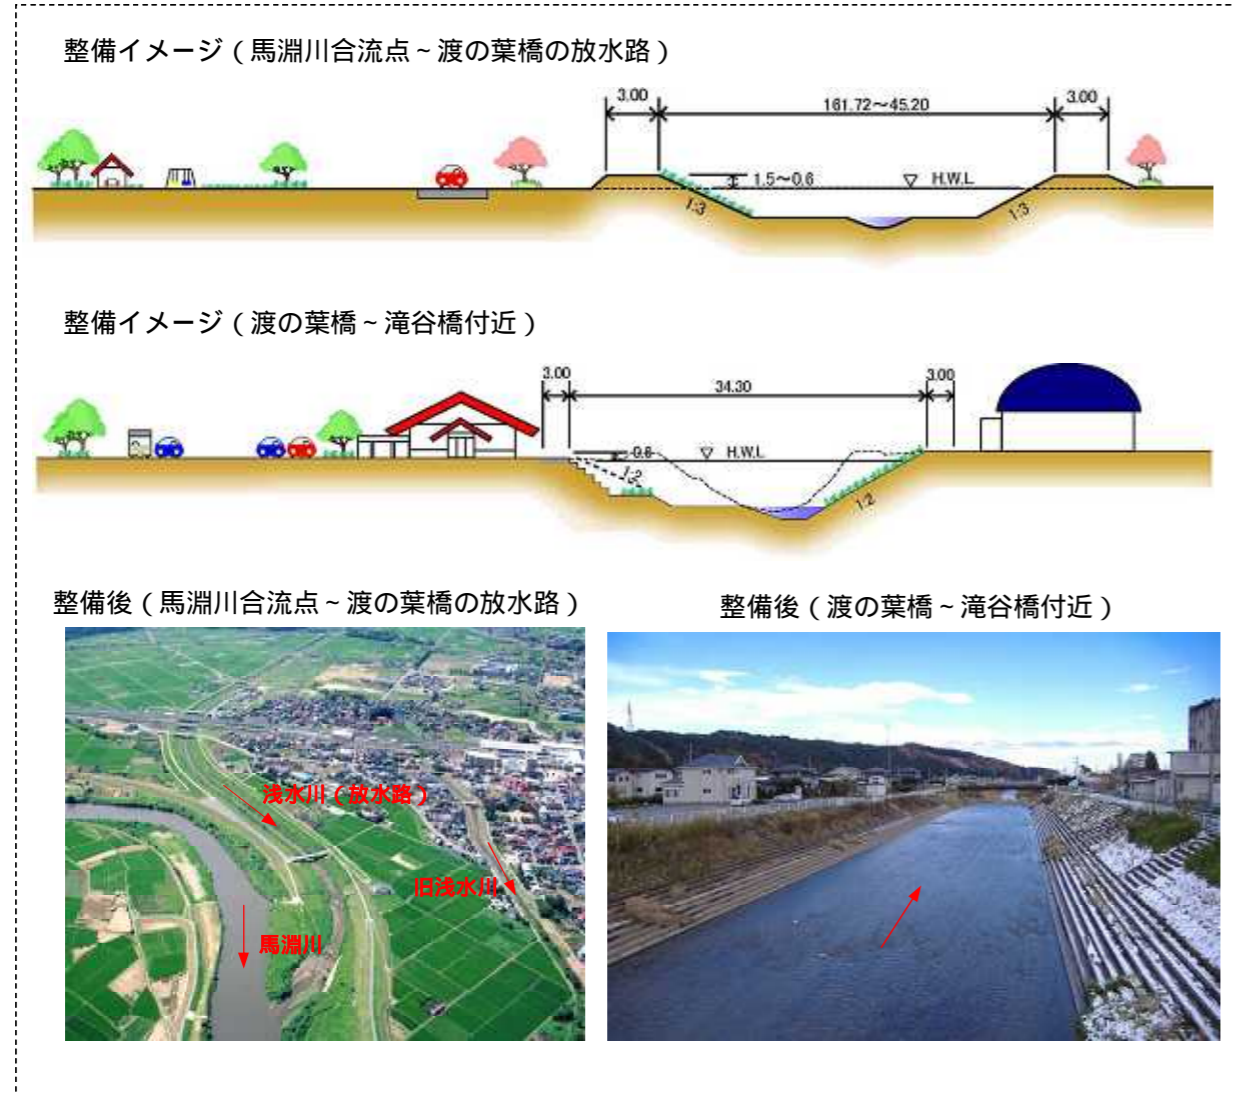 整備イメージ（馬淵川合流点~渡の葉橋の放水路）
3.00
161.72～45.20
3.00
1.5～0.6
H.W.L
1:3
1:3
整備イメージ（渡の葉橋~滝谷橋付近）
3.00
34.30
3.00
0.6
H.W.L
1:2
1:2
整備後（馬淵川合流点~渡の葉橋の放水路）
整備後（渡の葉橋~滝谷橋付近）
浅水川（放水路）
旧浅水川
馬淵川